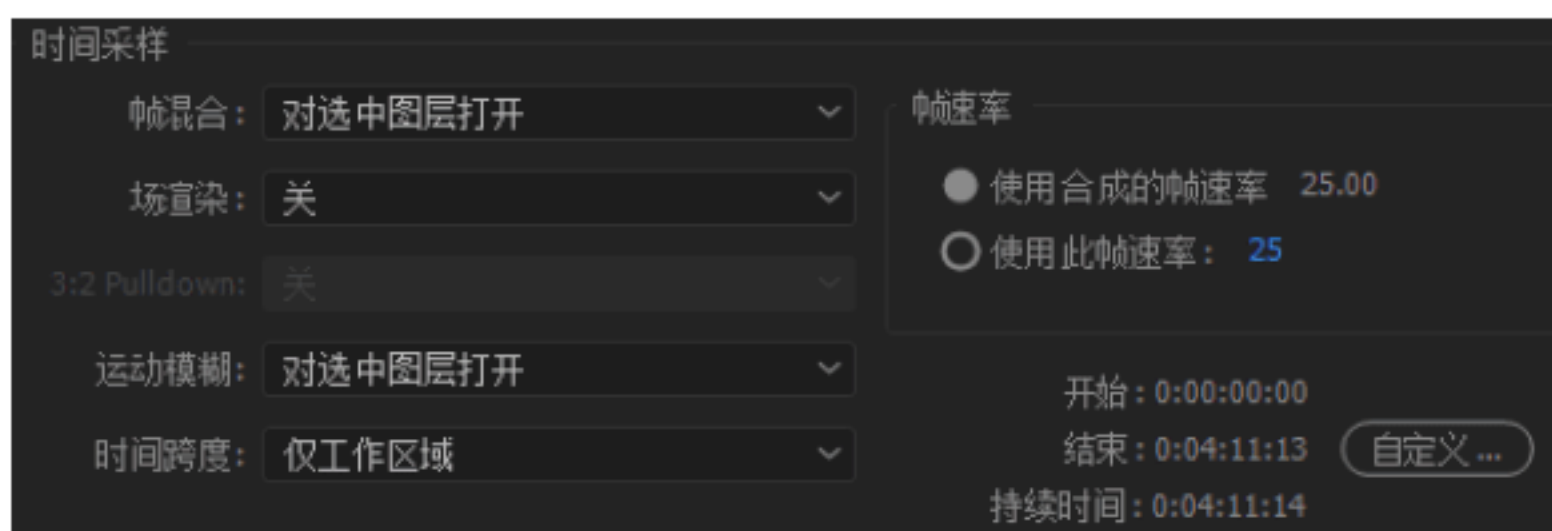 时间采样
帧混合: 对选中图层打开
帧速率
使用合成的帧速率 25.00
场渲染: 关
使用此帧速率: 25
3:2 Pulldown: 关
运动模糊: 对选中图层打开
开始: 0:00:00:00
时间跨度: 仅工作区域
结束: 0:04:11:13 自定义...
持续时间: 0:04:11:14